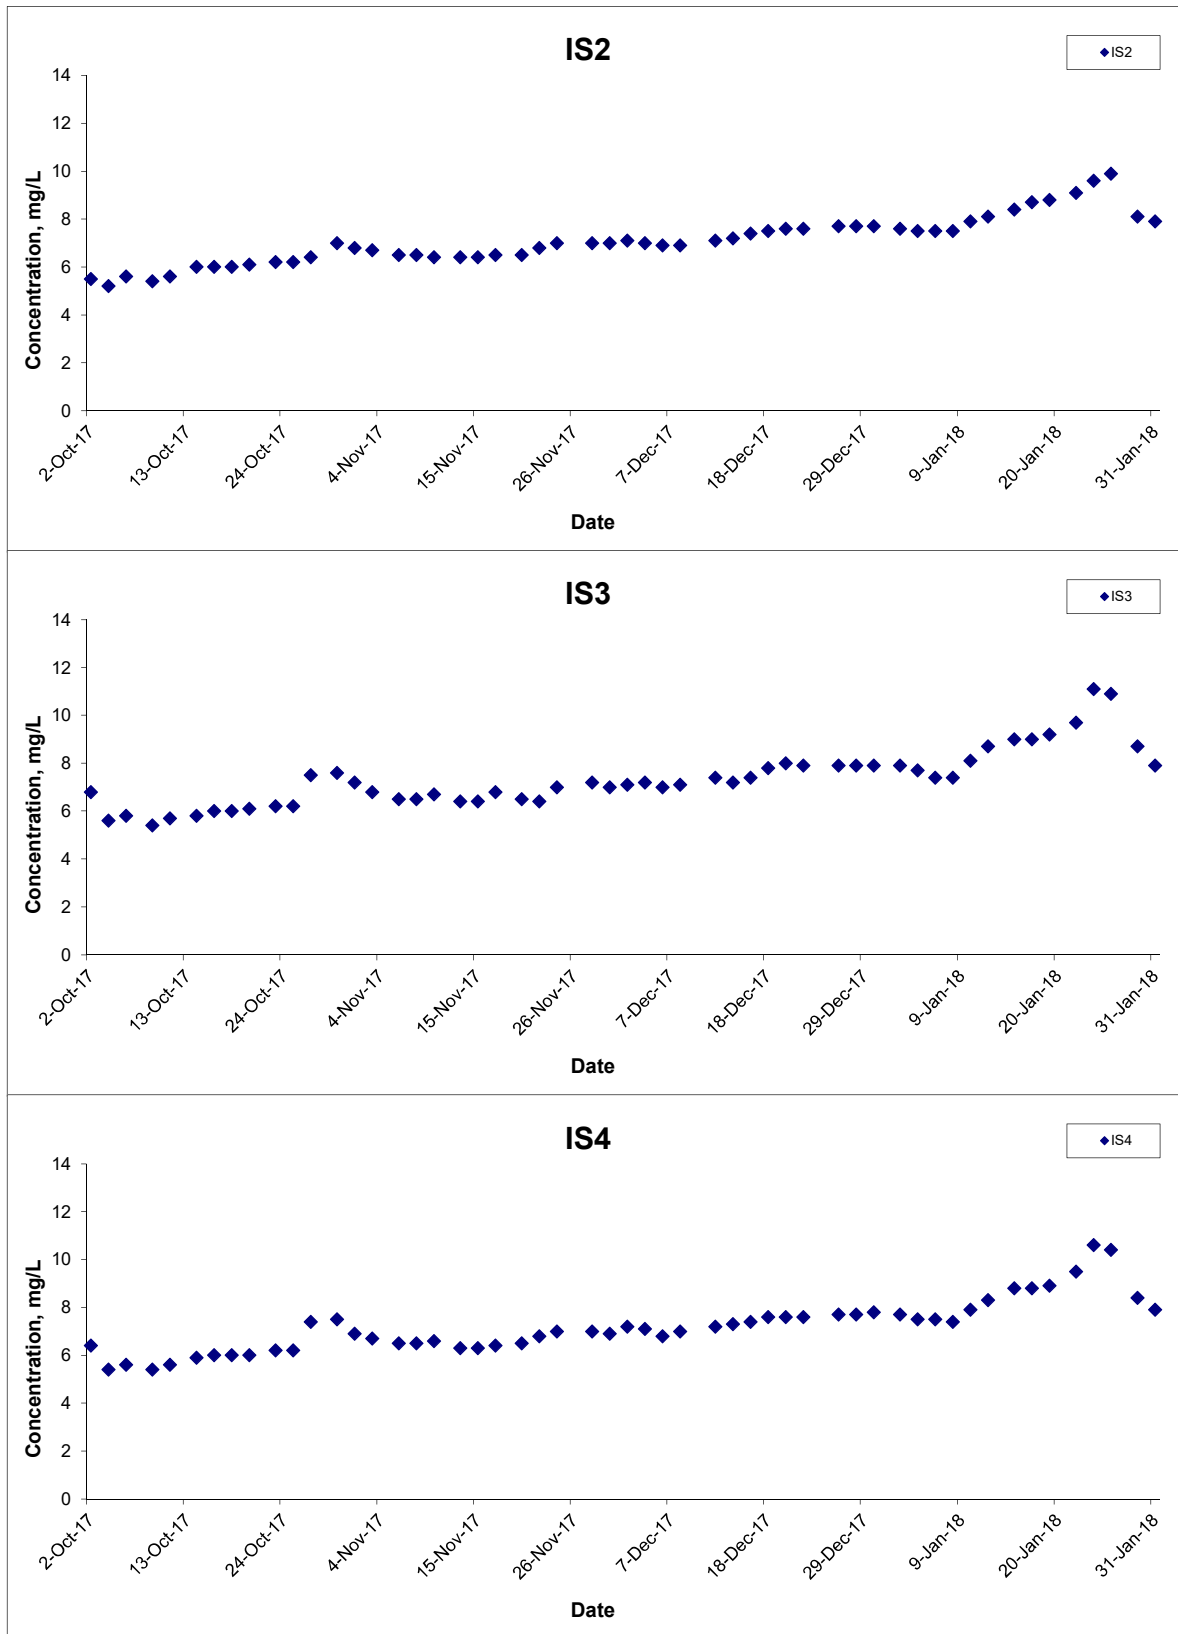 IS2
IS2
14
12
10
8
6
4
2
0
Concentration, mg/L
2-Oct-17
13-Oct-17
24-Oct-17
4-Nov-17
15-Nov-17
26-Nov-17
7-Dec-17
18-Dec-17
29-Dec-17
9-Jan-18
20-Jan-18
31-Jan-18
Date
IS3
IS3
14
12
10
8
6
4
2
0
Concentration, mg/L
2-Oct-17
13-Oct-17
24-Oct-17
4-Nov-17
15-Nov-17
26-Nov-17
7-Dec-17
18-Dec-17
29-Dec-17
9-Jan-18
20-Jan-18
31-Jan-18
Date
IS4
IS4
14
12
10
8
6
4
2
0
Concentration, mg/L
2-Oct-17
13-Oct-17
24-Oct-17
4-Nov-17
15-Nov-17
26-Nov-17
7-Dec-17
18-Dec-17
29-Dec-17
9-Jan-18
20-Jan-18
31-Jan-18
Date